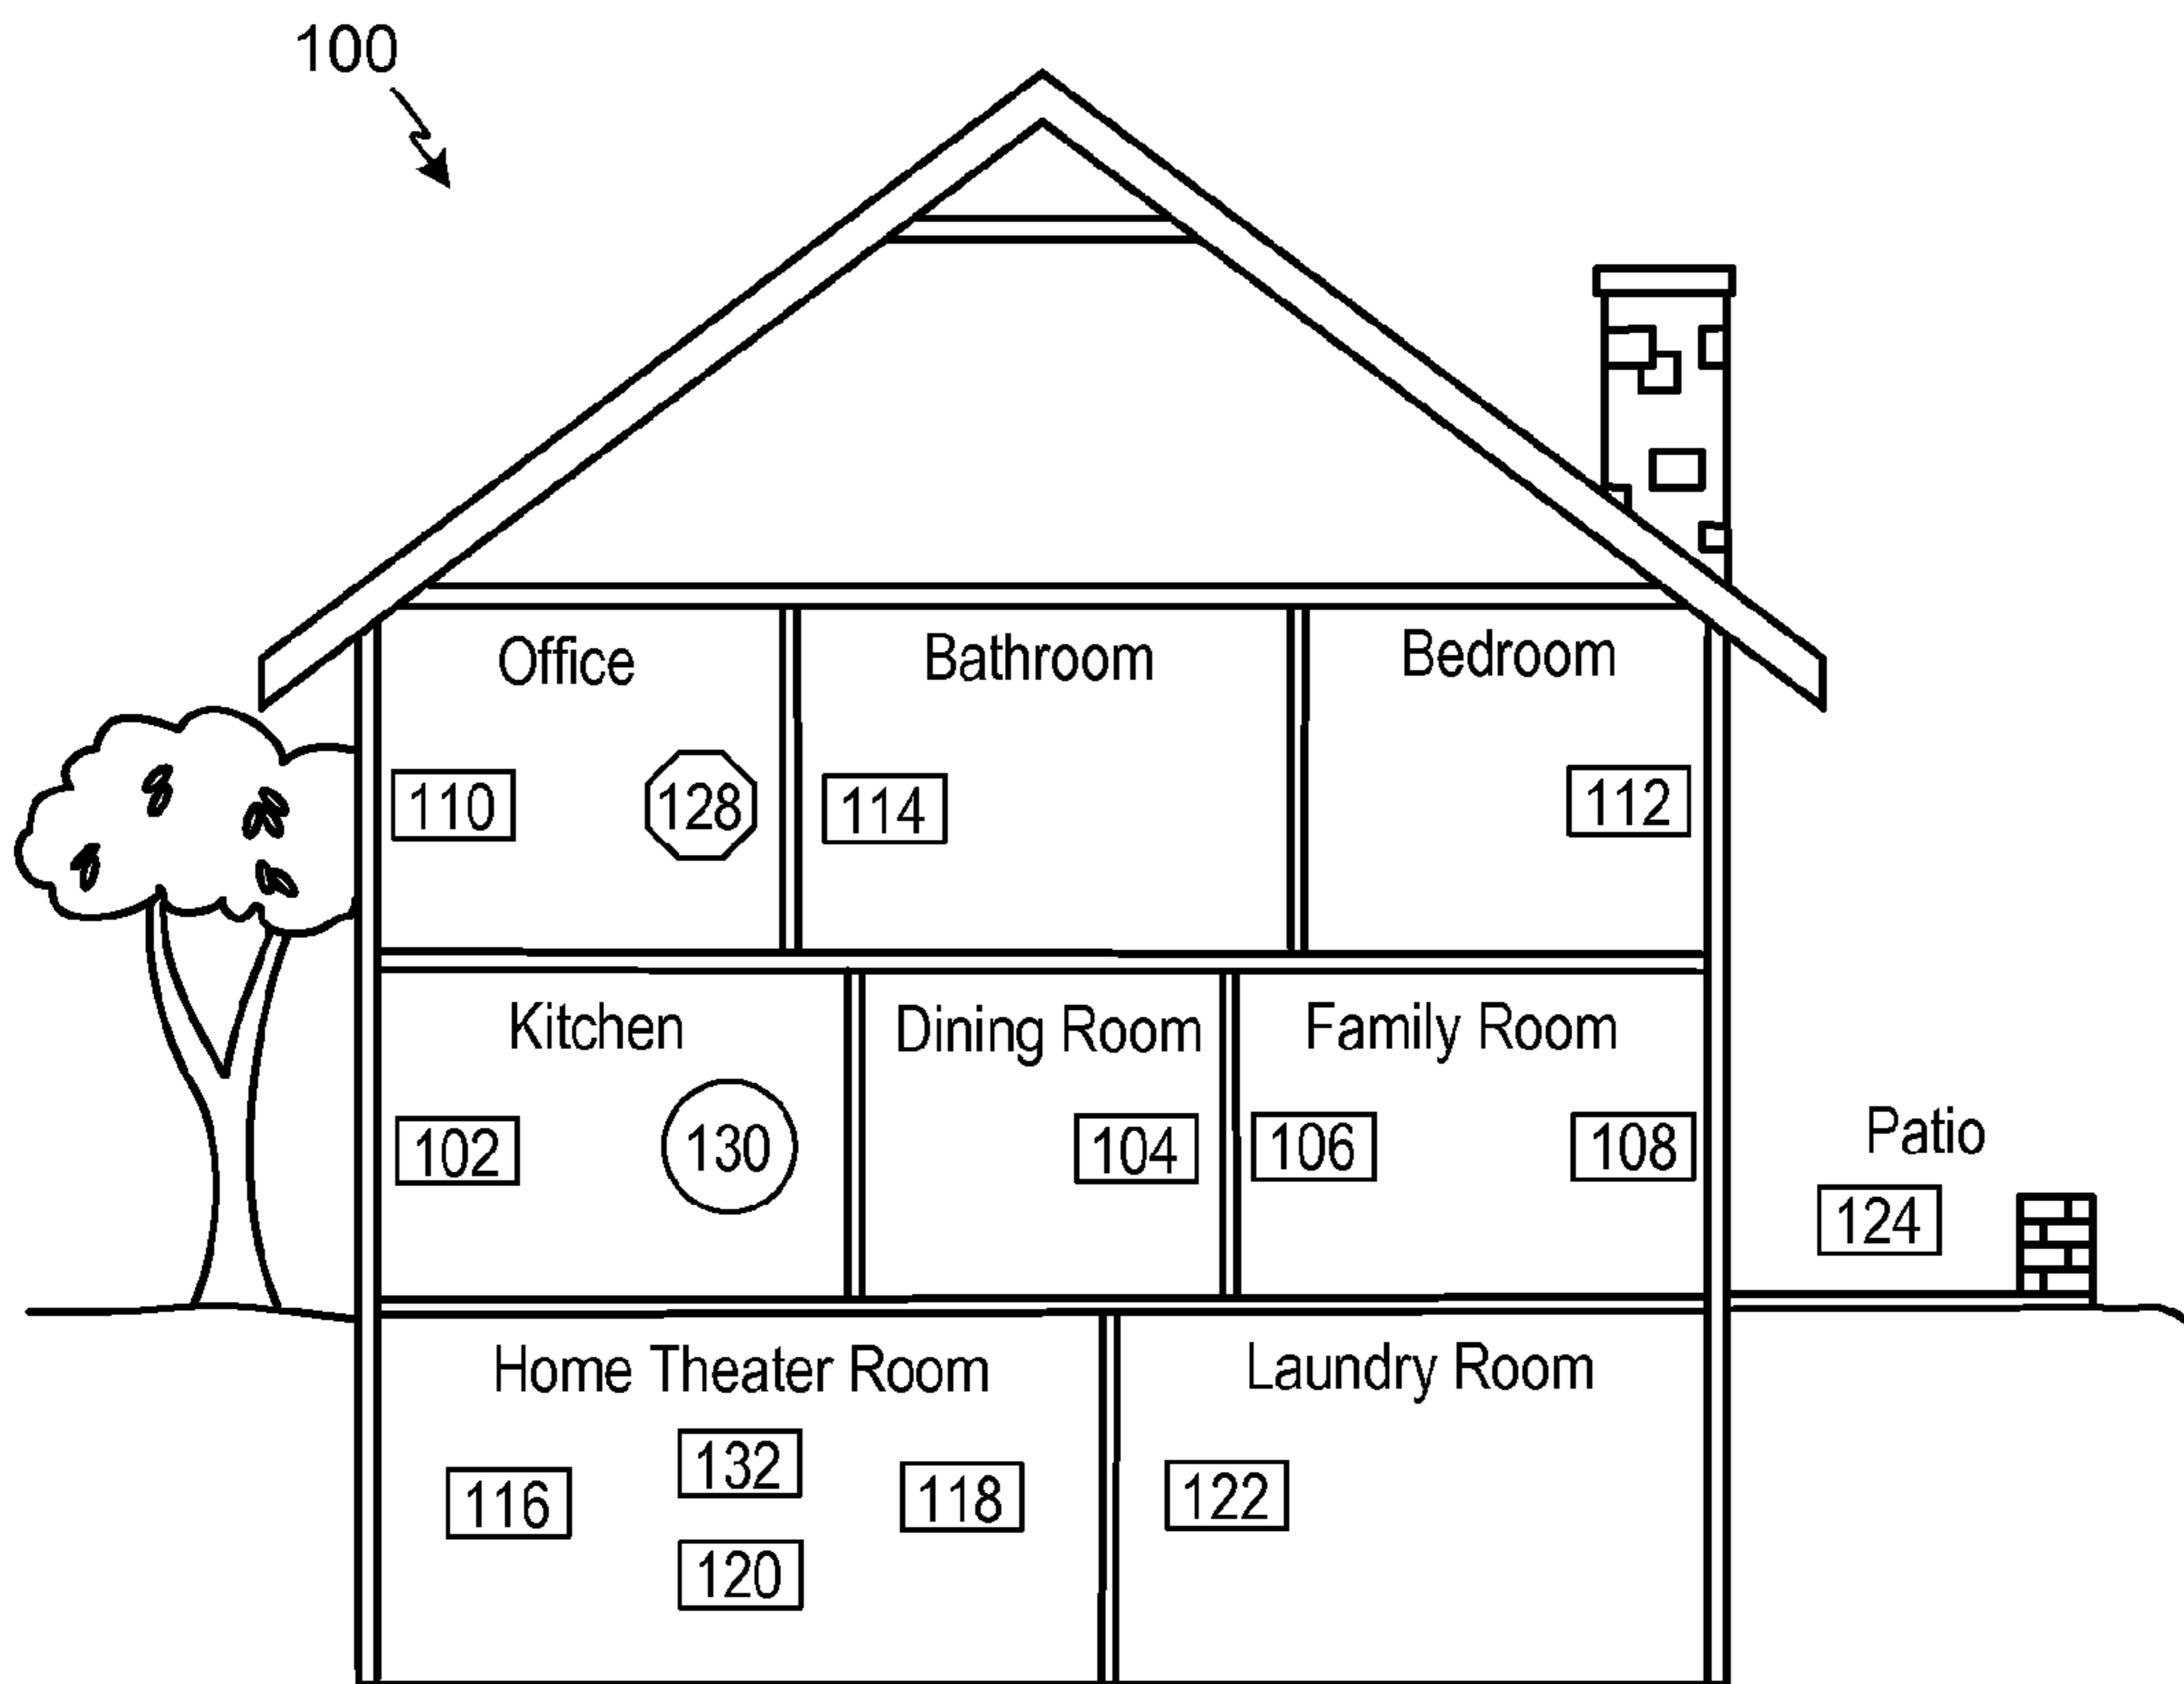 100
Office
Bathroom
Bedroom
110
128
114
112
Kitchen
Dining Room
Family Room
102
130
104
106
108
Patio
124
Home Theater Room
Laundry Room
132
116
118
122
120